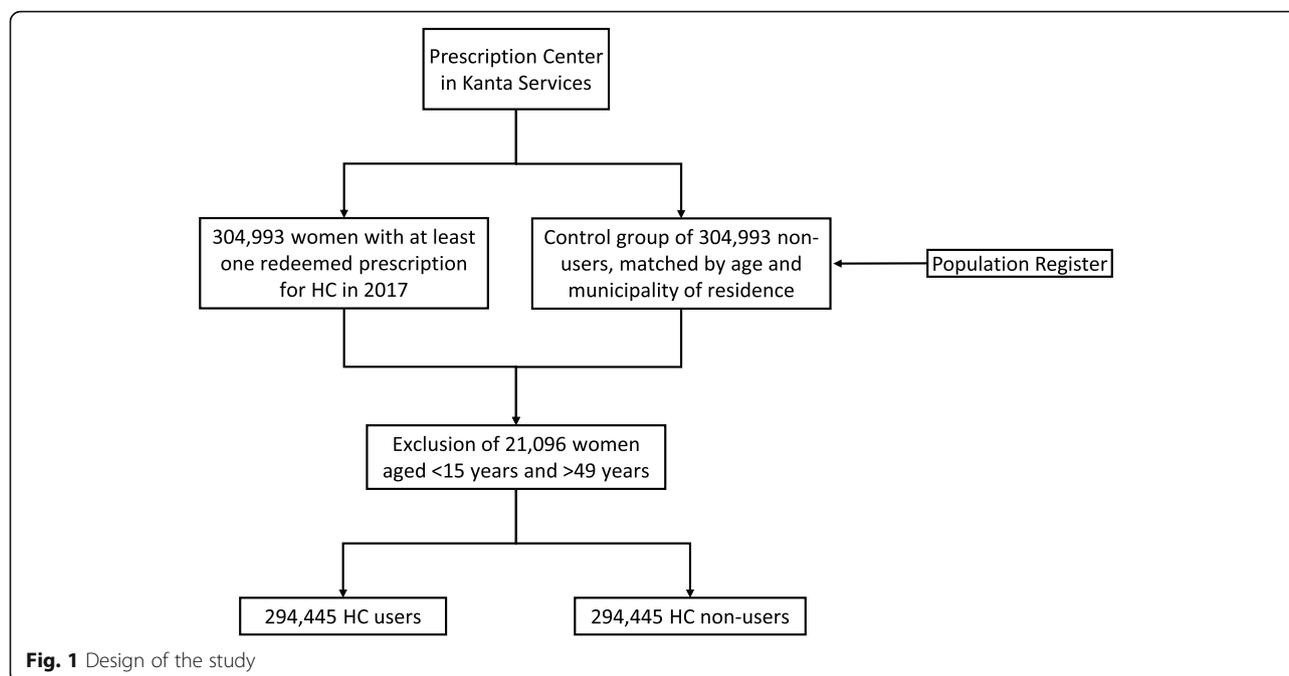 Prescription Center
in Kanta Services
304,993 women with at least
one redeemed prescription
for HC in 2017
Control group of 304,993 non-
users, matched by age and
municipality of residence
Population Register
Exclusion of 21,096 women
aged <15 years and >49 years
294,445 HC users
294,445 HC non-users
Fig. 1 Design of the study